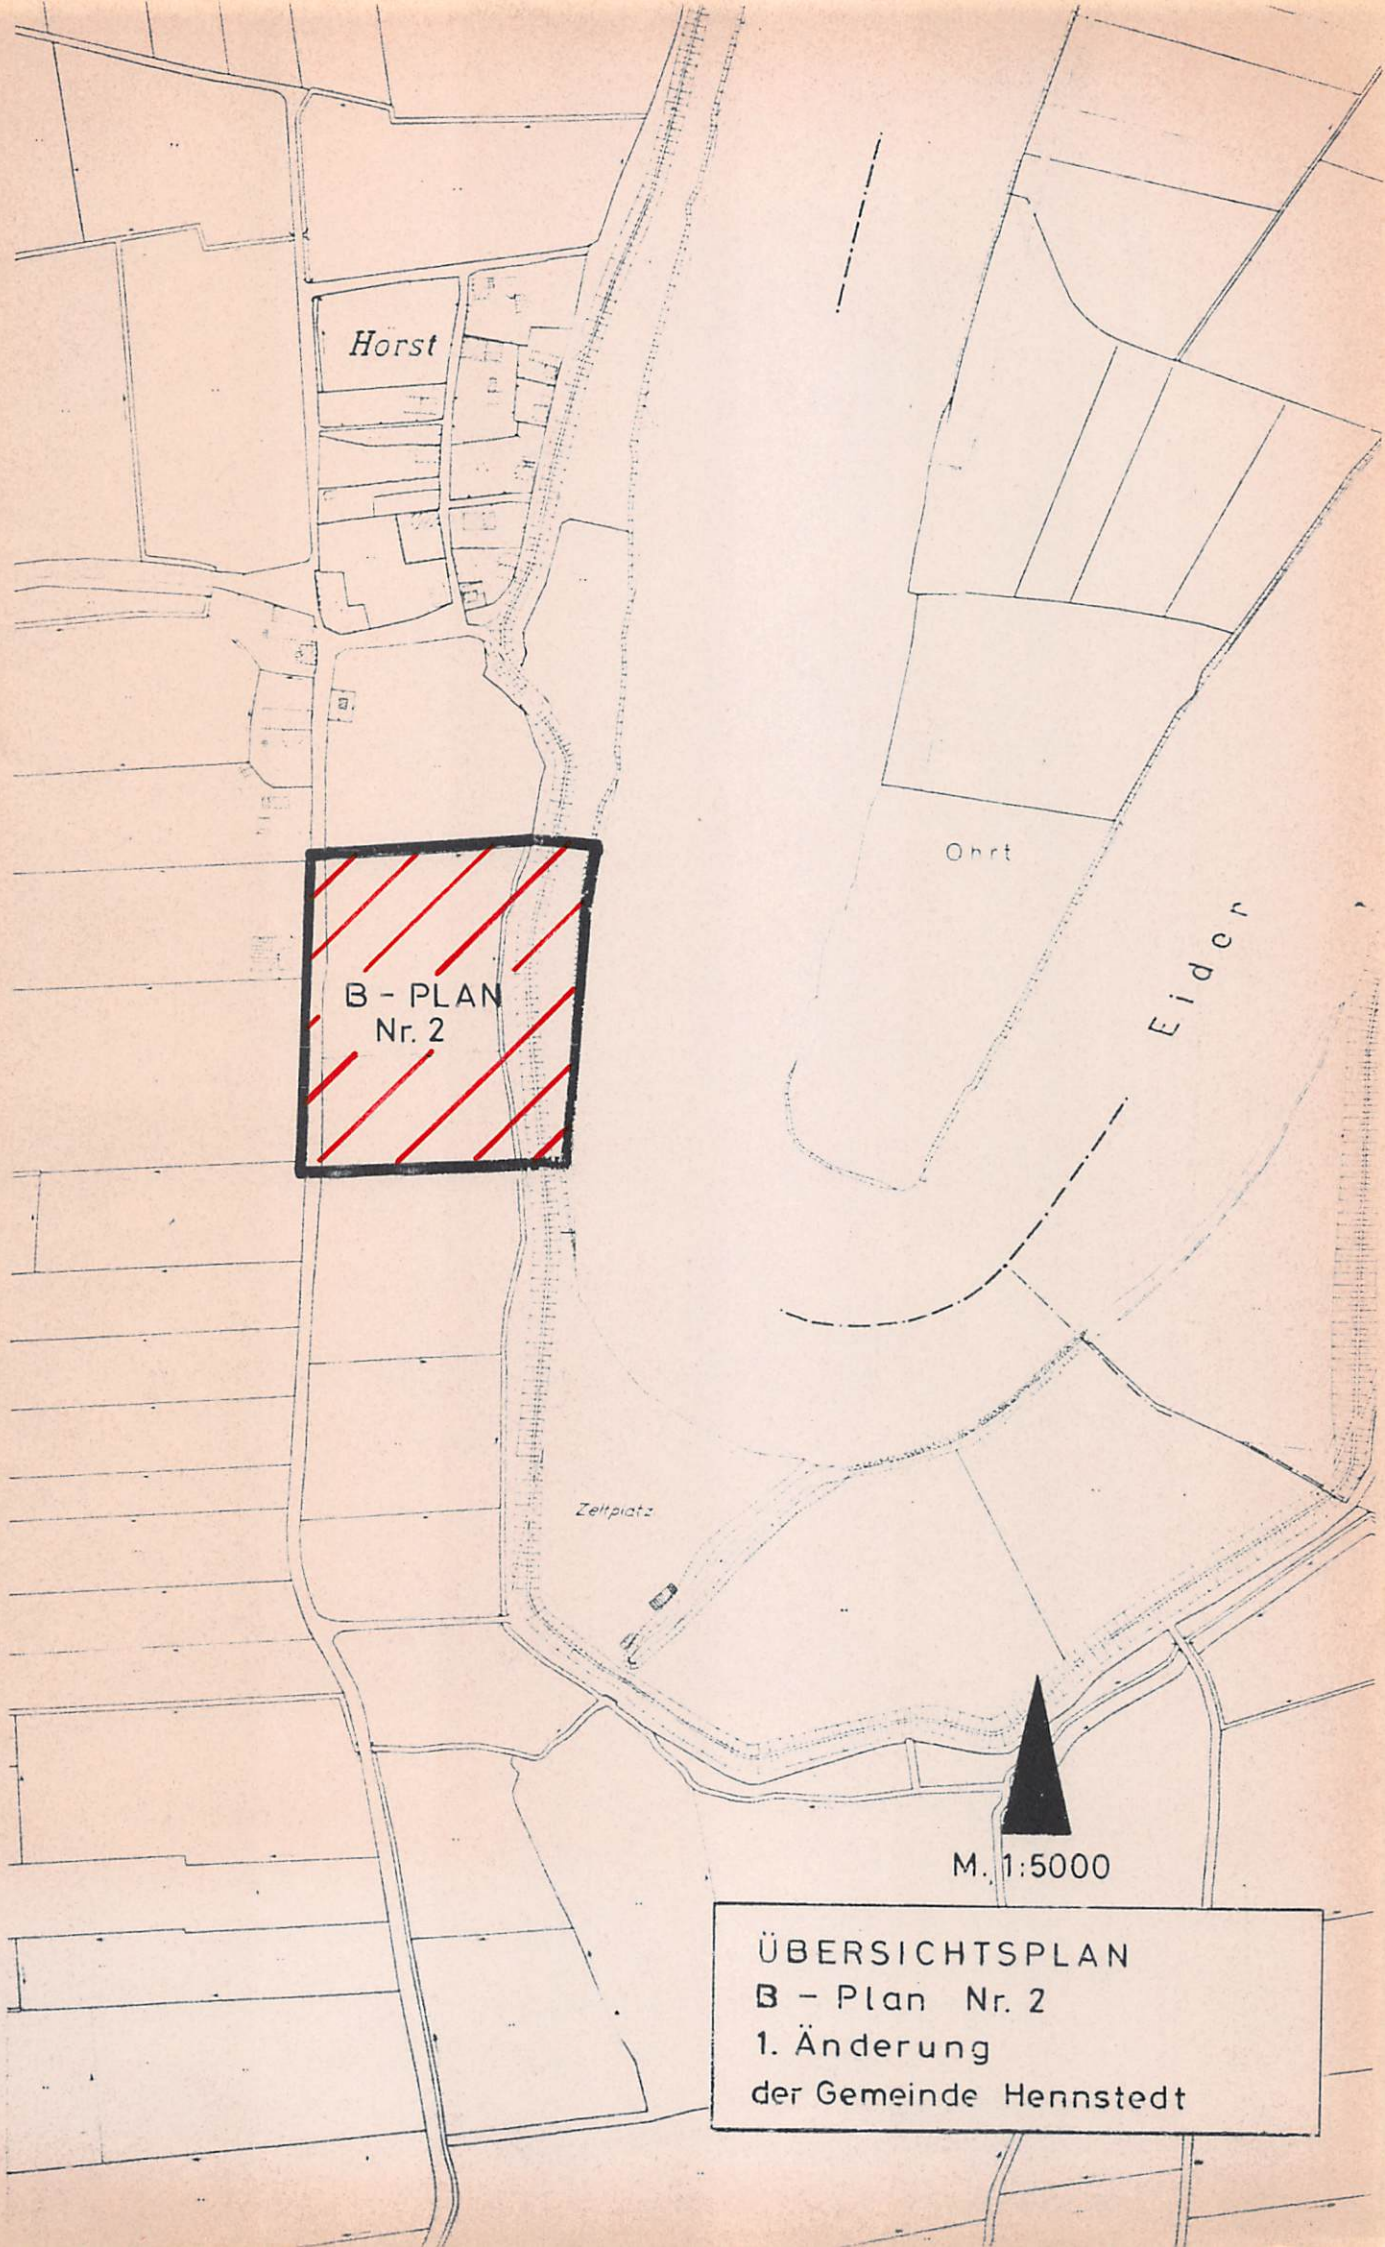 Horst
Ohrt
Eider
B - PLAN
Nr. 2
Zeltplatz
M. 1:5000
ÜBERSICHTSPLAN
B - Plan Nr. 2
1. Änderung
der Gemeinde Hennstedt